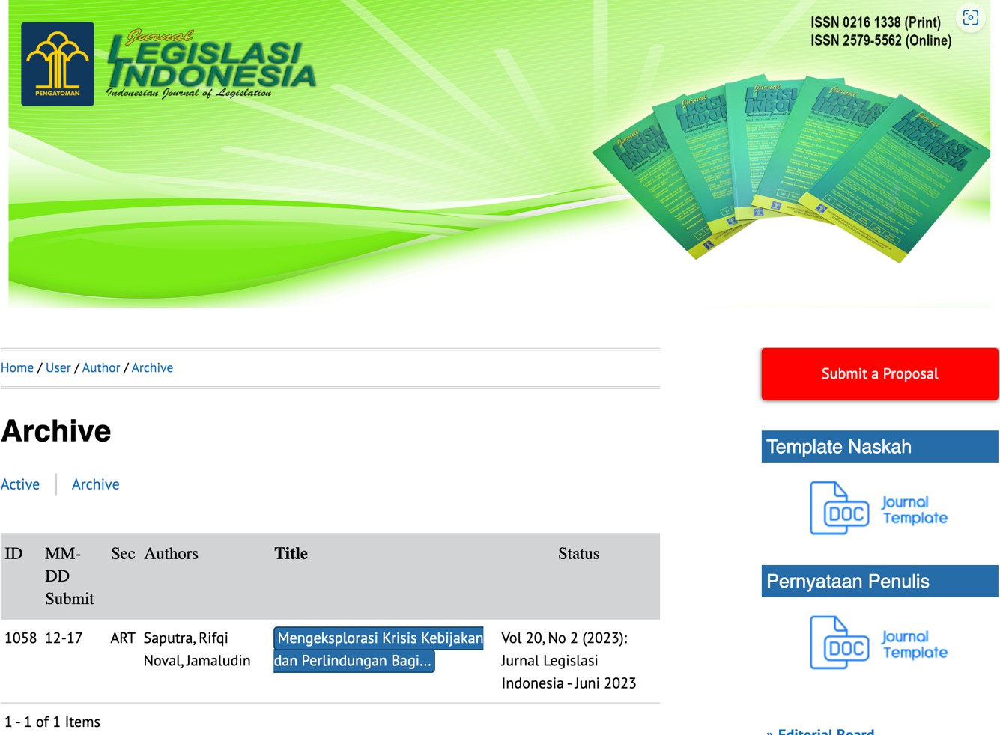 PENGAYOMAN
Jurnal
LEGISLASI
INDONESIA
Indonesian Journal of Legislation
ISSN 0216 1338 (Print)
ISSN 2579-5562 (Online)
Home / User / Author / Archive
Archive
Active | Archive
ID MM-DD Submit Sec Authors Title Status
1058 12-17 ART Saputra, Rifqi Mengeksplorasi Krisis Kebijakan Vol 20, No 2 (2023):
Noval, Jamaludin dan Perlindungan Bagi... Jurnal Legislasi
Indonesia - Juni 2023
1 - 1 of 1 Items
Submit a Proposal
Template Naskah
DOC Journal
Template
Pernyataan Penulis
DOC Journal
Template
» Editorial Board